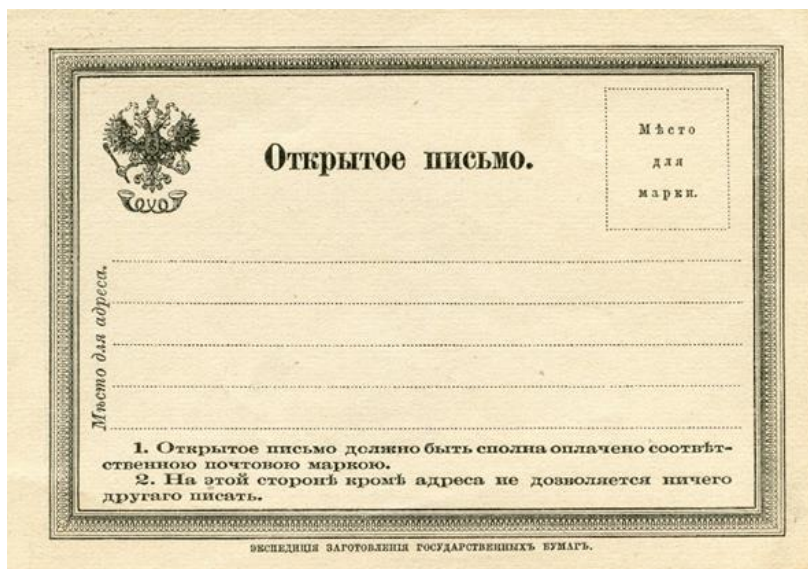 Открытое письмо.
Мѣсто
для
марки.
Мѣсто для адреса.
1. Открытое письмо должно быть сполна оплачено соотвѣт-
ственною почтовою маркою.
2. На этой сторонѣ кромѣ адреса не дозволяется ничего
другаго писать.
ЭКСПЕДИЦІЯ ЗАГОТОВЛЕНІЯ ГОСУДАРСТВЕННЫХЪ БУМАГЪ.